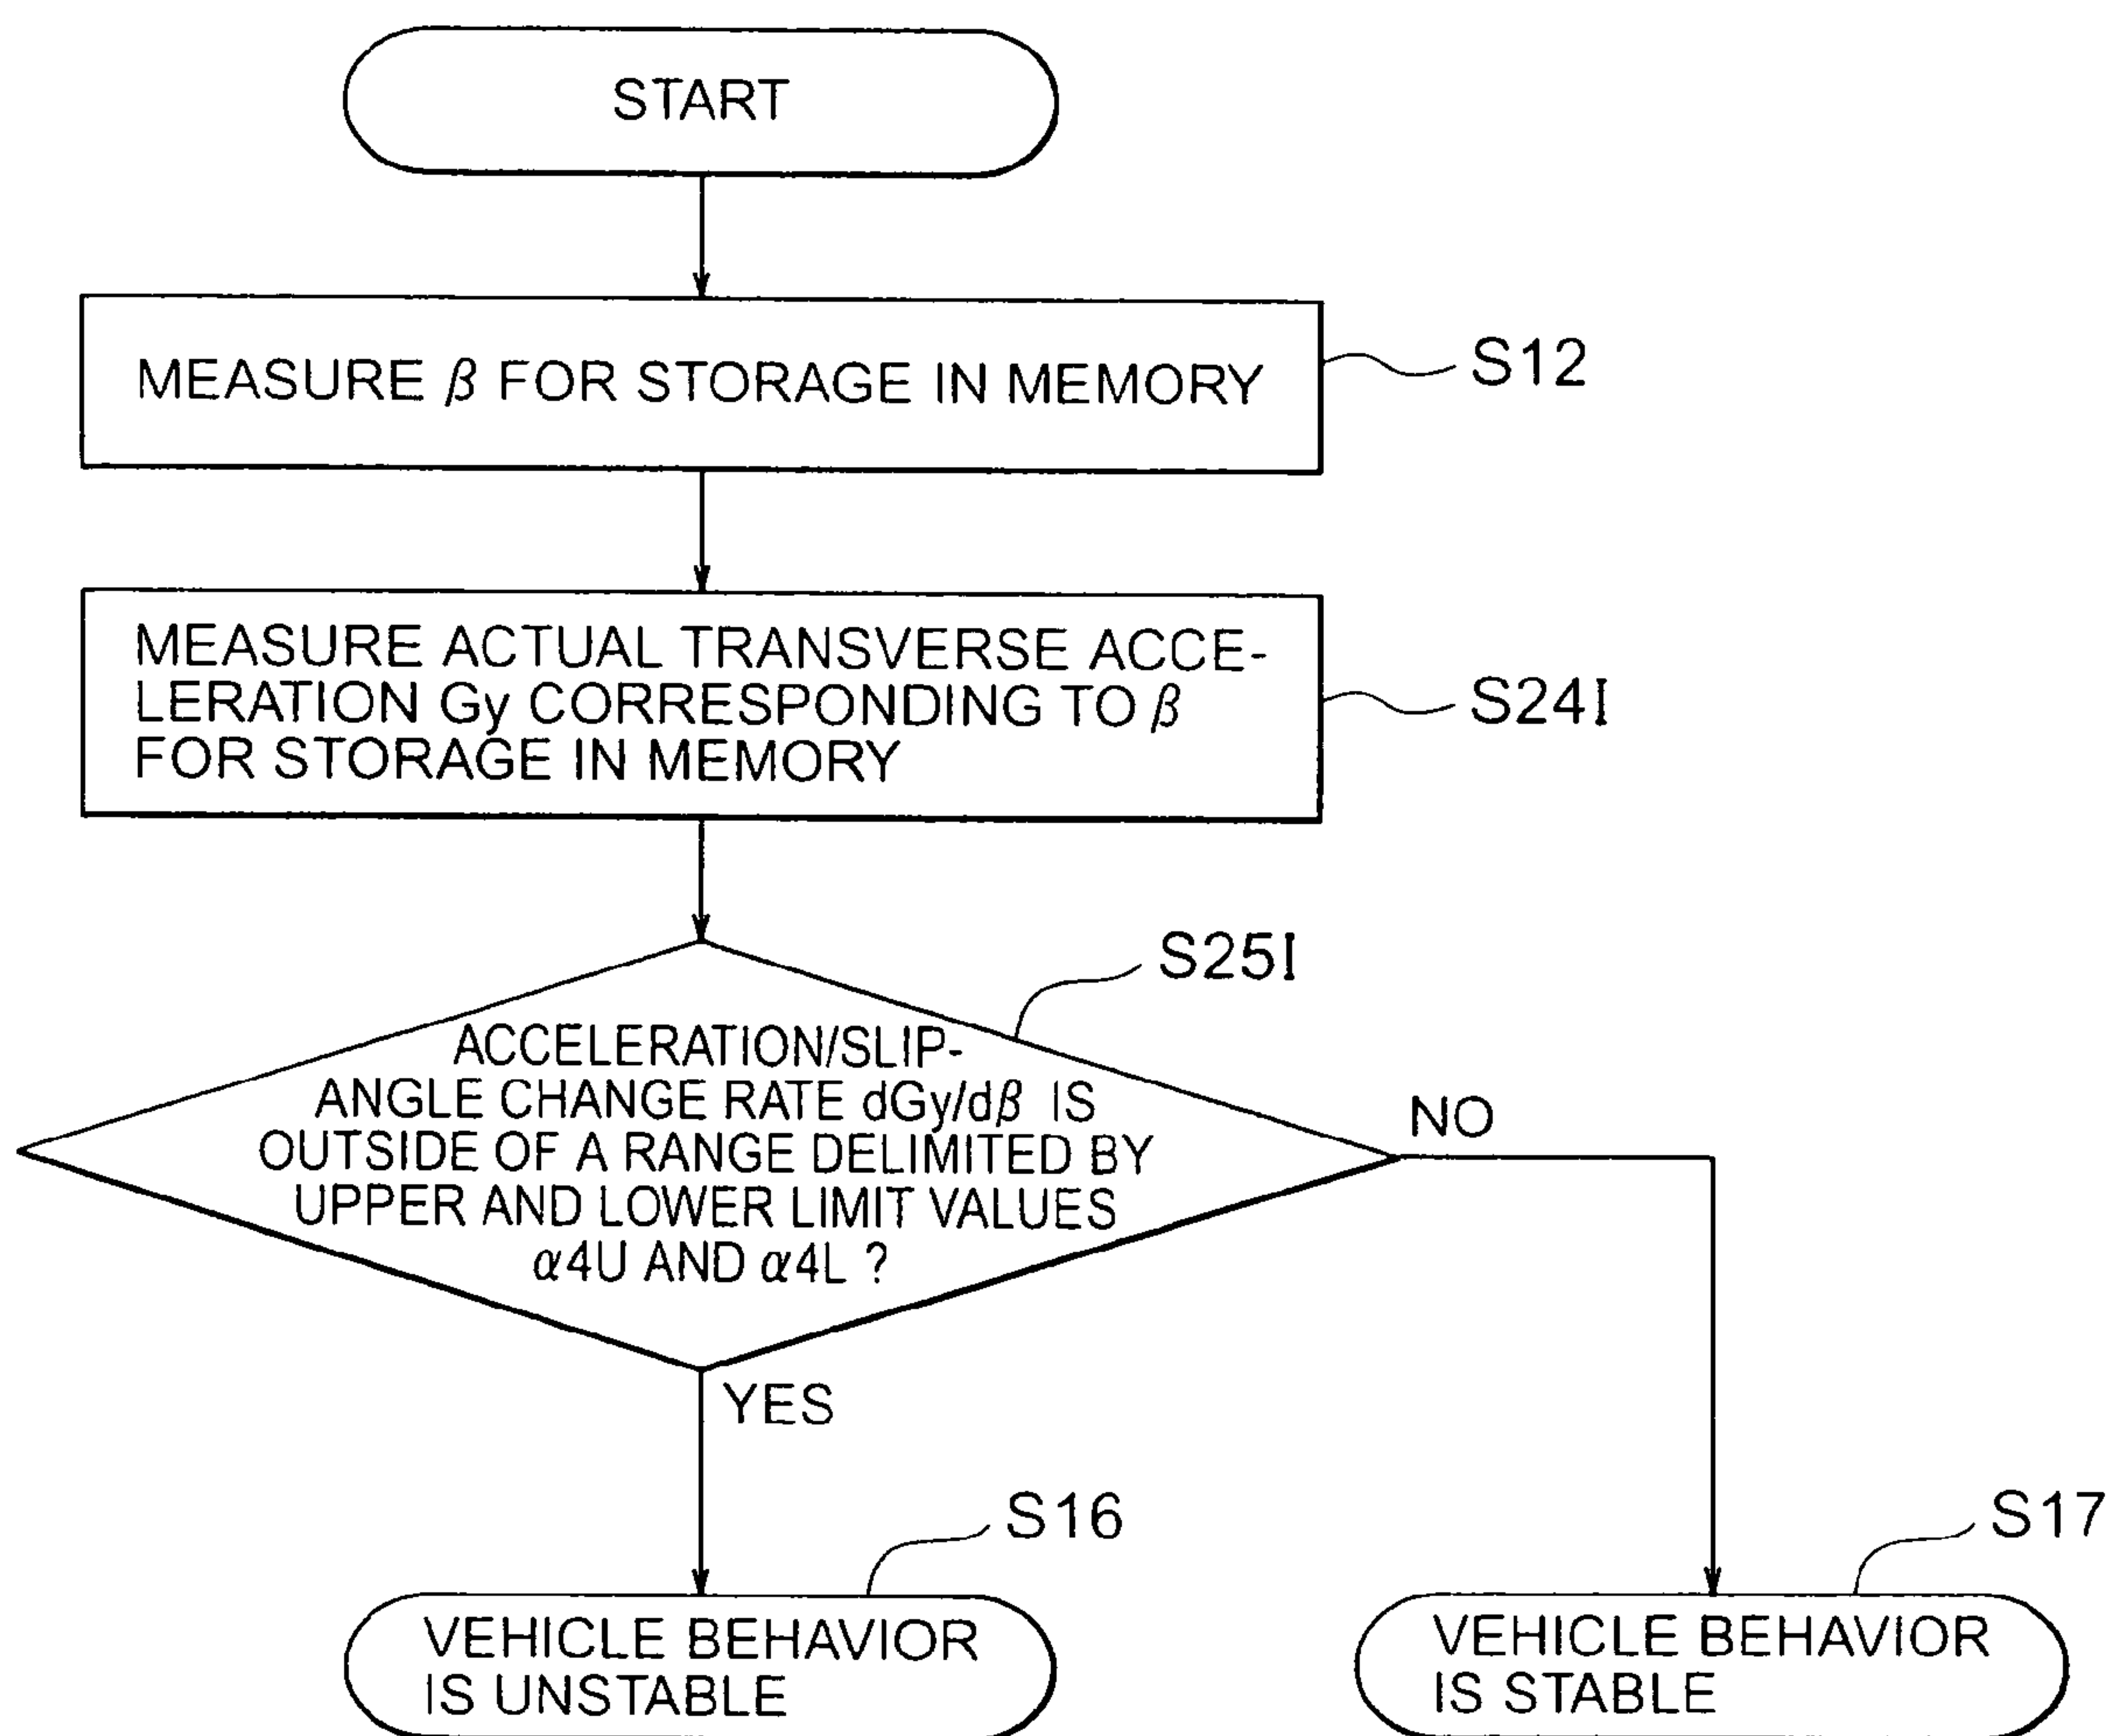 START
MEASURE β FOR STORAGE IN MEMORY
S12
MEASURE ACTUAL TRANSVERSE ACCE-
LERATION Gy CORRESPONDING TO β
FOR STORAGE IN MEMORY
S24I
S25I
ACCELERATION/SLIP-
ANGLE CHANGE RATE dGy/dβ IS
OUTSIDE OF A RANGE DELIMITED BY
UPPER AND LOWER LIMIT VALUES
α4U AND α4L ?
NO
YES
S16
VEHICLE BEHAVIOR
IS UNSTABLE
S17
VEHICLE BEHAVIOR
IS STABLE